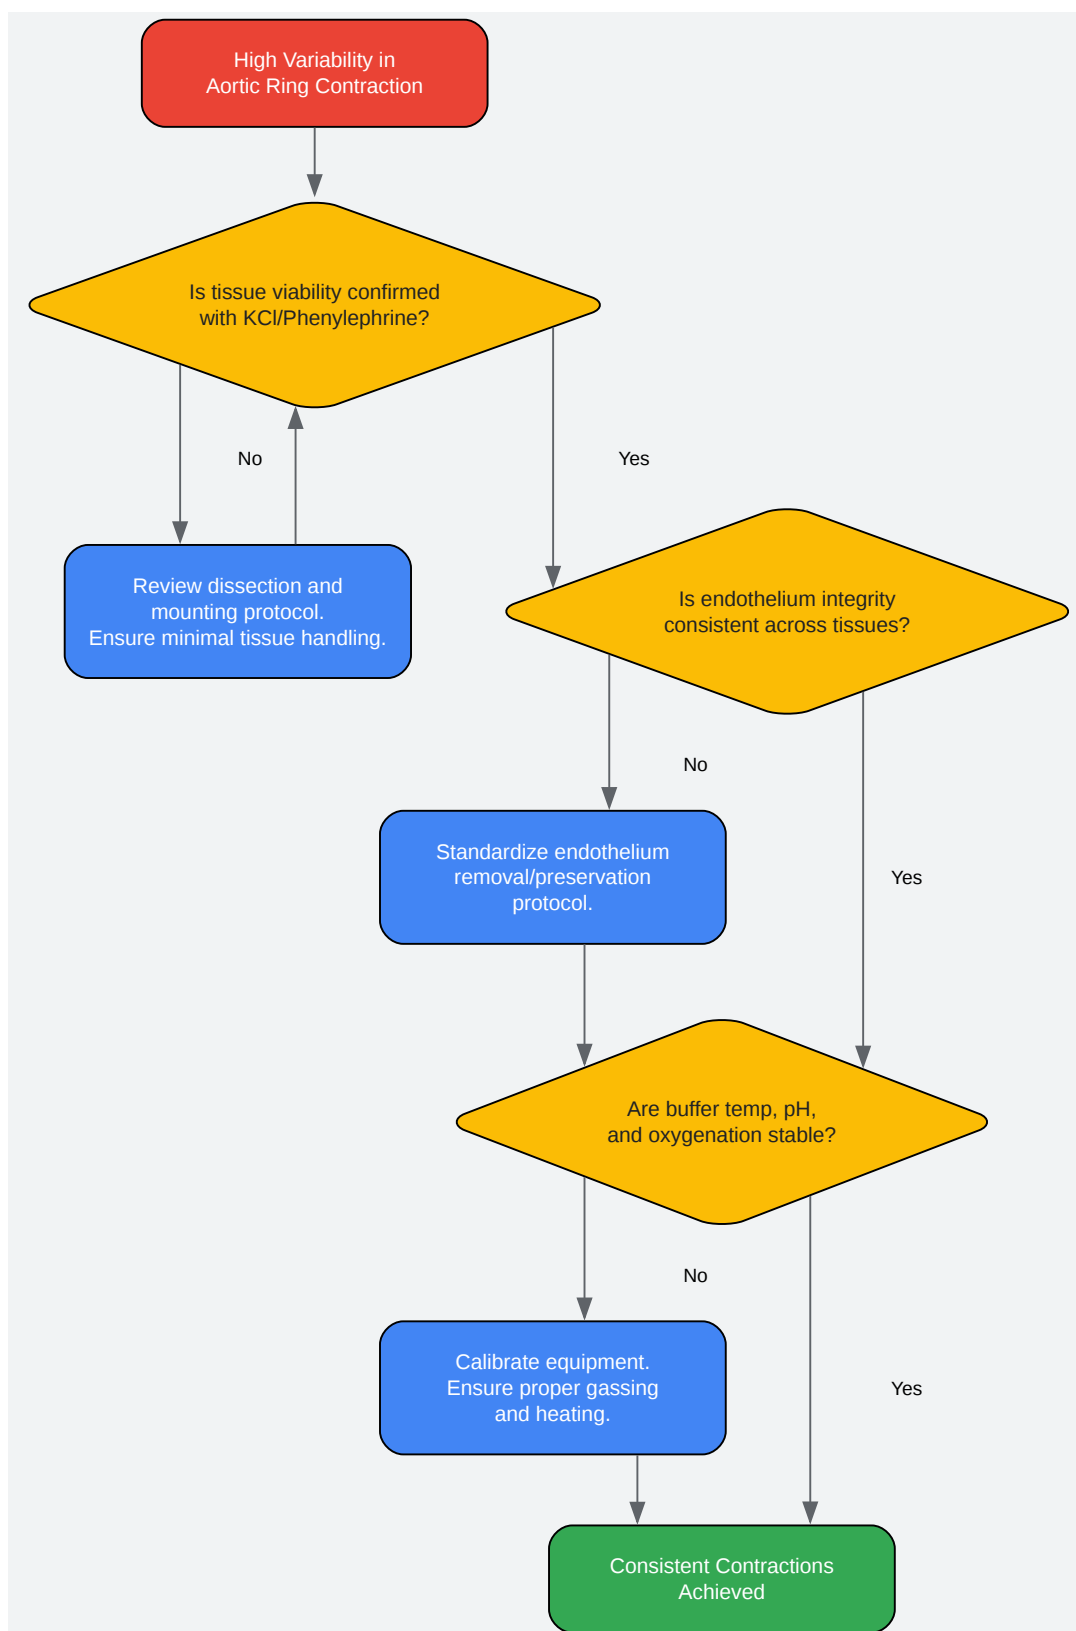 High Variability in
Aortic Ring Contraction
Is tissue viability confirmed
with KCl/Phenylephrine?
No
Yes
Review dissection and
mounting protocol.
Ensure minimal tissue handling.
Is endothelium integrity
consistent across tissues?
No
Standardize endothelium
removal/preservation
protocol.
Yes
Are buffer temp, pH,
and oxygenation stable?
No
Calibrate equipment.
Ensure proper gassing
and heating.
Yes
Consistent Contractions
Achieved